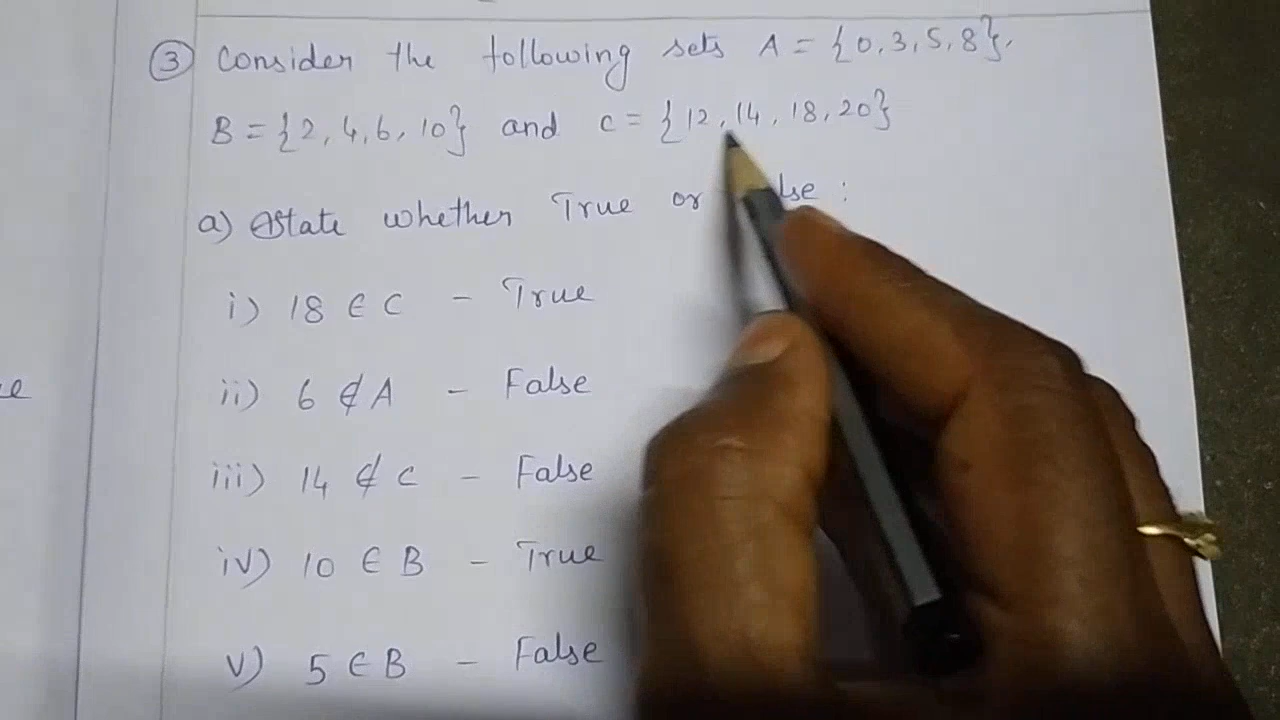 3 Consider the following sets A = {0, 3, 5, 8},
B = {2, 4, 6, 10} and C = {12, 14, 18, 20}
a) State whether True or :
i) 18 ∈ C - True
ii) 6 ∉ A - False
iii) 14 ∉ C - False
iv) 10 ∈ B - True
v) 5 ∈ B - False